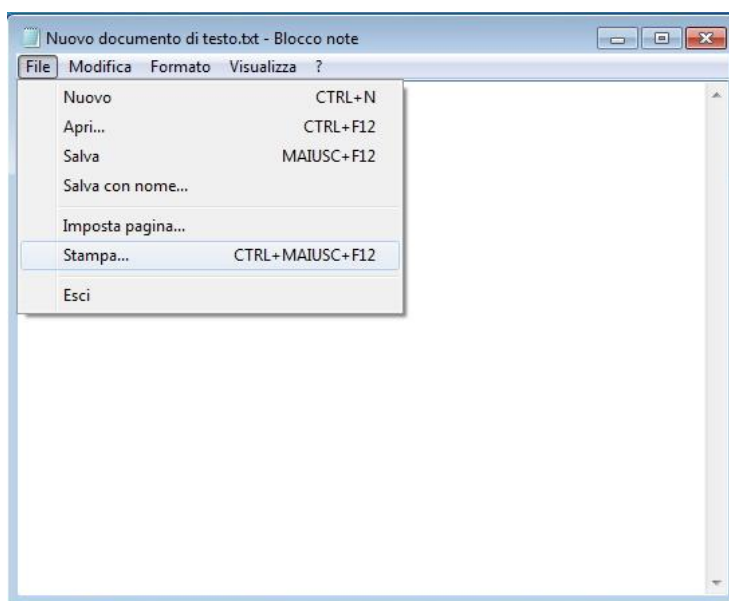 Nuovo documento di testo.txt - Blocco note
File Modifica Formato Visualizza ?
Nuovo CTRL+N
Apri... CTRL+F12
Salva MAIUSC+F12
Salva con nome...
Imposta pagina...
Stampa... CTRL+MAIUSC+F12
Esci